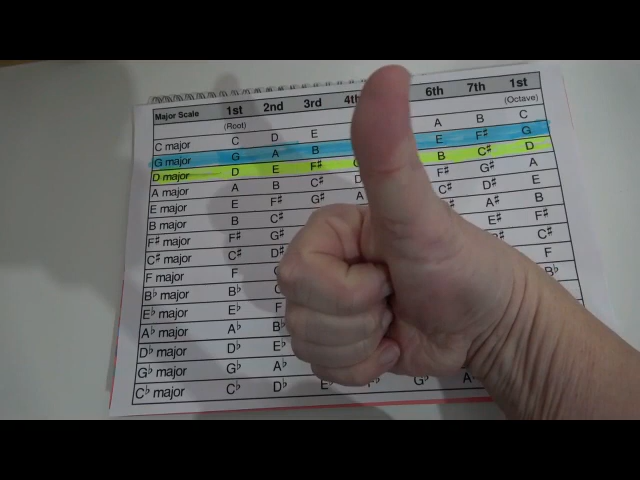 Major Scale 1st 2nd 3rd 4th 6th 7th 1st
(Root) (Octave)
C major C D E A B C
G major G A B E F♯ G
D major D E F♯ B C♯ D
A major A B C♯ D F♯ G♯ A
E major E F♯ G♯ A C♯ D♯ E
B major B C♯ A♯ B
F♯ major F♯ G♯ E♯ F♯
C♯ major C♯ D♯ C♯
F major F F
B♭ major B♭ B♭
E♭ major E♭ F
A♭ major A♭ B♭
D♭ major D♭ E♭
G♭ major G♭ A♭
C♭ major C♭ D♭ E♭ F♭ G♭